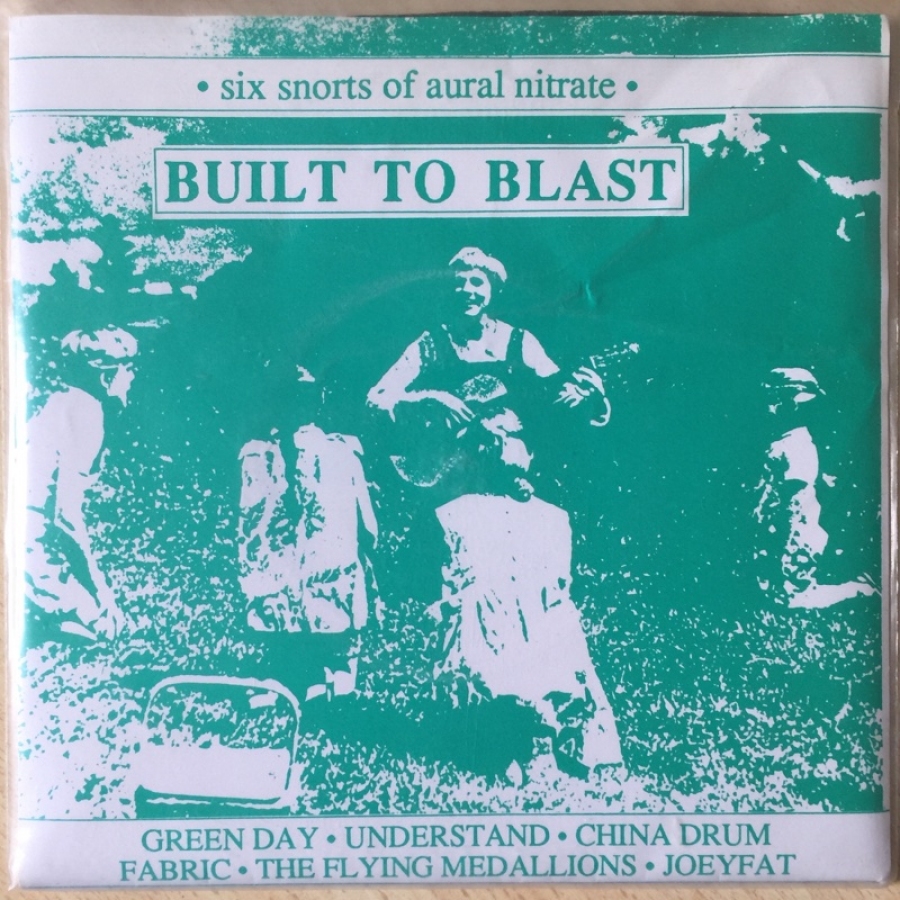 • six snorts of aural nitrate •
BUILT TO BLAST
GREEN DAY • UNDERSTAND • CHINA DRUM
FABRIC • THE FLYING MEDALLIONS • JOEYFAT